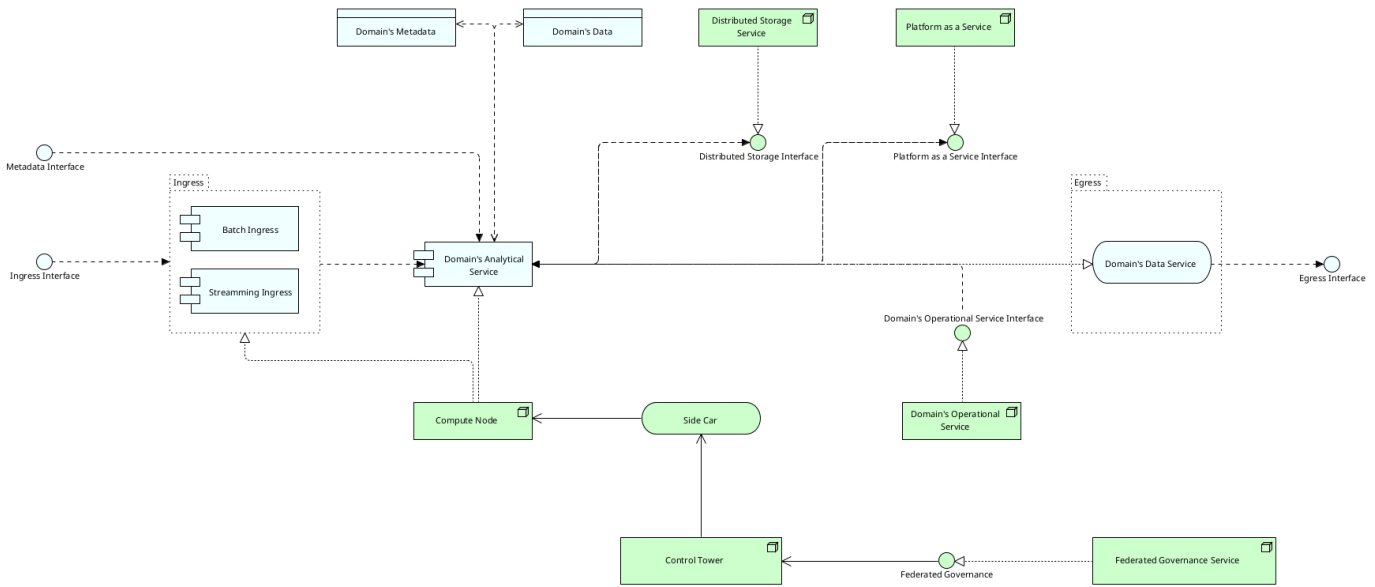 Domain's Metadata
Domain's Data
Distributed Storage
Service
Platform as a Service
Metadata Interface
Distributed Storage Interface
Platform as a Service Interface
Ingress
Egress
Batch Ingress
Ingress Interface
Domain's Analytical
Service
Domain's Data Service
Egress Interface
Streamming Ingress
Domain's Operational Service Interface
Compute Node
Side Car
Domain's Operational
Service
Control Tower
Federated Governance
Federated Governance Service